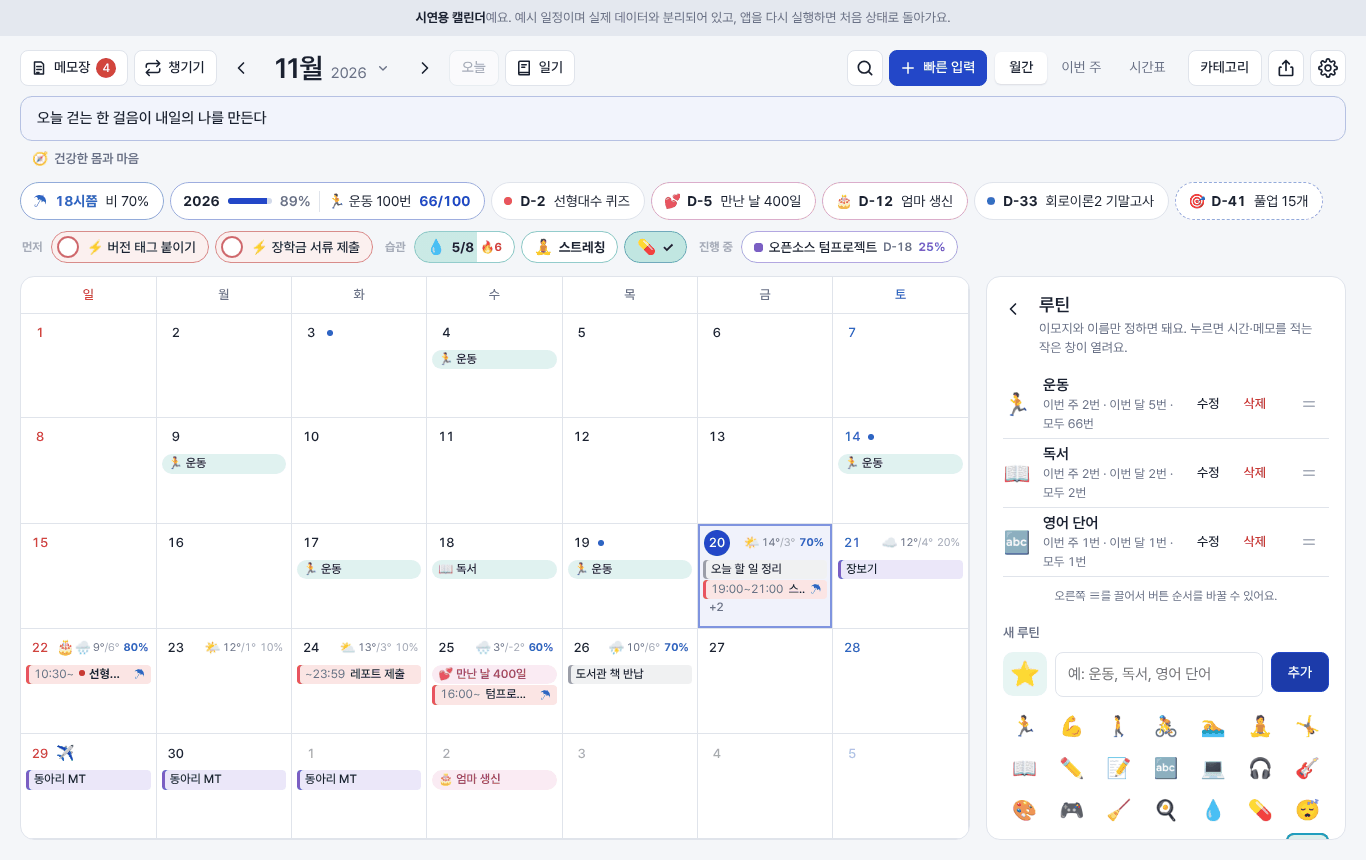 시연용 캘린더예요. 예시 일정이며 실제 데이터와 분리되어 있고, 앱을 다시 실행하면 처음 상태로 돌아가요.
메모장 4 챙기기 11월 2026 오늘 일기 빠른 입력 월간 이번 주 시간표 카테고리
오늘 걷는 한 걸음이 내일의 나를 만든다
건강한 몸과 마음
18시쯤 비 70% 2026 89% 운동 100번 66/100 D-2 선형대수 퀴즈 D-5 만난 날 400일 D-12 엄마 생신 D-33 회로이론2 기말고사 D-41 풀업 15개
먼저 버전 태그 붙이기 장학금 서류 제출 습관 5/8 6 스트레칭 진행 중 오픈소스 텀프로젝트 D-18 25%
일 월 화 수 목 금 토
1 2 3 4 5 6 7
운동
8 9 10 11 12 13 14
운동 운동
15 16 17 18 19 20 14°/3° 70% 21 12°/4° 20%
운동 독서 운동 오늘 할 일 정리 장보기
19:00~21:00 스..
+2
22 9°/6° 80% 23 12°/1° 10% 24 13°/3° 10% 25 3°/-2° 60% 26 10°/6° 70% 27 28
10:30~ 선형... ~23:59 레포트 제출 만난 날 400일 도서관 책 반납
16:00~ 텀프로...
29 30 1 2 3 4 5
동아리 MT 동아리 MT 동아리 MT 엄마 생신
루틴
이모지와 이름만 정하면 돼요. 누르면 시간·메모를 적는
작은 창이 열려요.
운동
이번 주 2번 · 이번 달 5번 ·
모두 66번
수정 삭제
독서
이번 주 2번 · 이번 달 2번 ·
모두 2번
수정 삭제
영어 단어
이번 주 1번 · 이번 달 1번 ·
모두 1번
수정 삭제
오른쪽 ≡를 끌어서 버튼 순서를 바꿀 수 있어요.
새 루틴
예: 운동, 독서, 영어 단어 추가